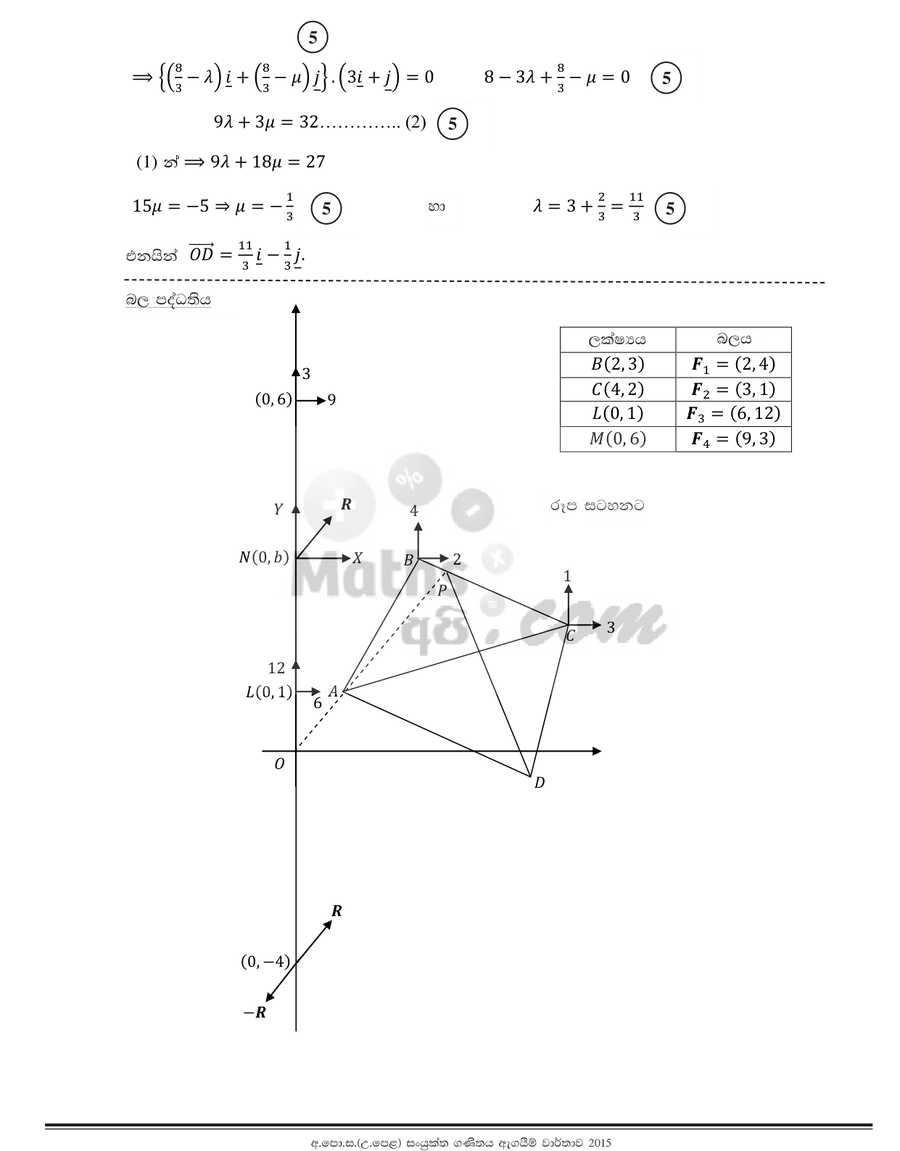 5
⟹ {(8/3 − λ) i + (8/3 − μ) j} . (3i + j) = 0 8 − 3λ + 8/3 − μ = 0 5
9λ + 3μ = 32………….. (2) 5
(1) න් ⟹ 9λ + 18μ = 27
15μ = −5 ⇒ μ = −1/3 5 හා λ = 3 + 2/3 = 11/3 5
එනයින් OD = 11/3 i − 1/3 j.
බල පද්ධතිය
ලක්ෂ්‍යය බලය
B(2, 3) F₁ = (2, 4)
C(4, 2) F₂ = (3, 1)
L(0, 1) F₃ = (6, 12)
M(0, 6) F₄ = (9, 3)
3
(0, 6) 9
රූප සටහනට
Y R 4
N(0, b) X B 2
P
1
C 3
12
L(0, 1) 6 A
O
D
R
(0, −4)
−R
Maths
අපි . com
අ.පො.ස.(උ.පෙළ) සංයුක්ත ගණිතය ඇගයීම් වාර්තාව 2015